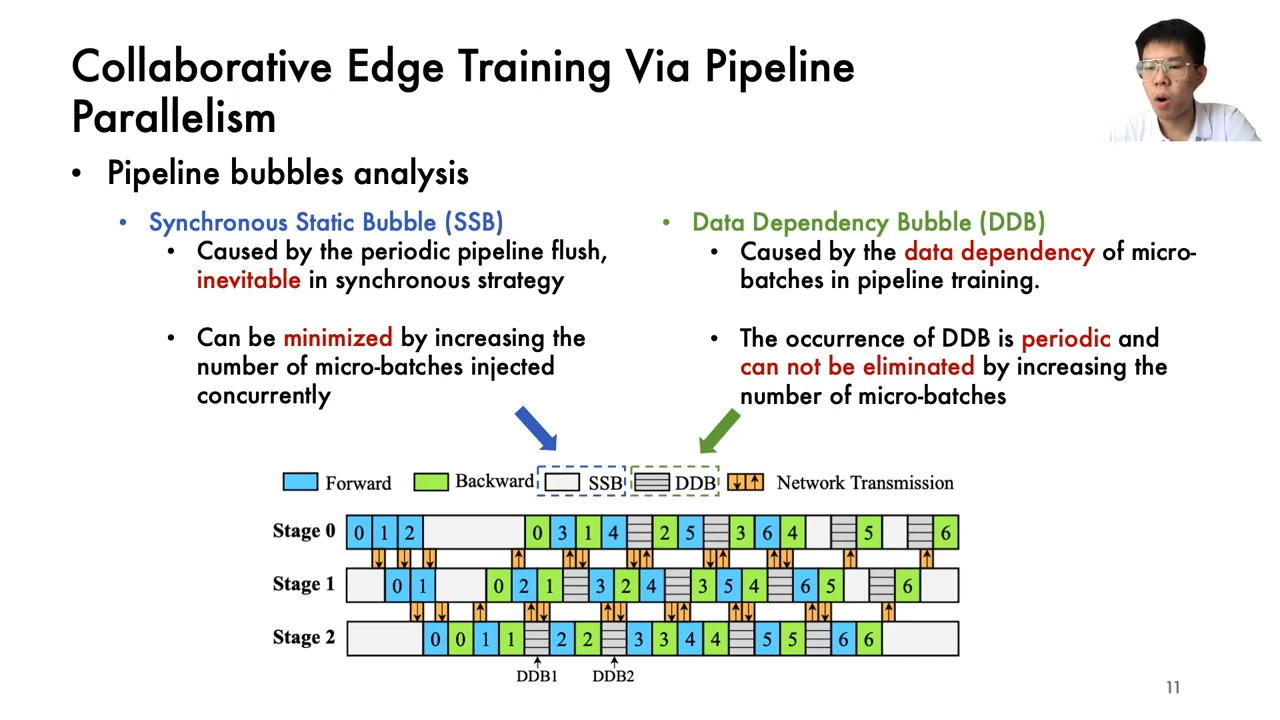 Collaborative Edge Training Via Pipeline
Parallelism
• Pipeline bubbles analysis
• Synchronous Static Bubble (SSB)
• Caused by the periodic pipeline flush,
inevitable in synchronous strategy
• Can be minimized by increasing the
number of micro-batches injected
concurrently
• Data Dependency Bubble (DDB)
• Caused by the data dependency of micro-
batches in pipeline training.
• The occurrence of DDB is periodic and
can not be eliminated by increasing the
number of micro-batches
Forward Backward SSB DDB Network Transmission
Stage 0 0 1 2 0 3 1 4 2 5 3 6 4 5 6
Stage 1 0 1 0 2 1 3 2 4 3 5 4 6 5 6
Stage 2 0 0 1 1 2 2 3 3 4 4 5 5 6 6
DDB1 DDB2
11